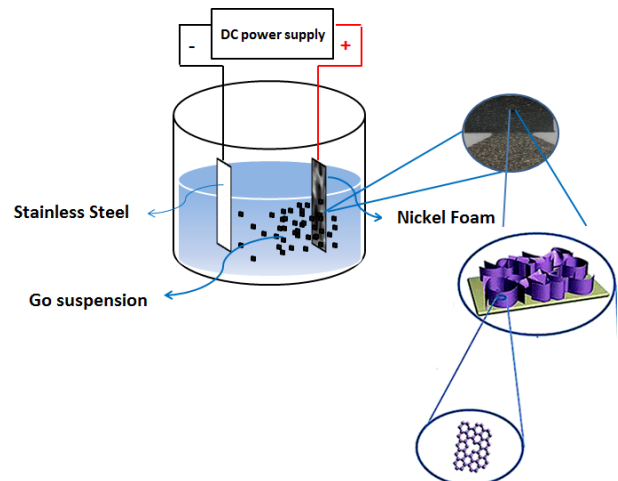 DC power supply
-
+
Stainless Steel
Nickel Foam
Go suspension